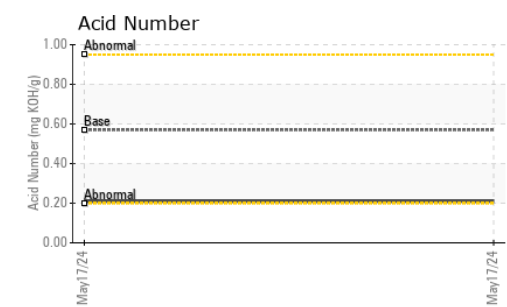 Acid Number
1.00
Abnormal
0.80
Acid Number (mg KOH/g)
Base
0.60
0.40
Abnormal
0.20
0.00
May17/24
May17/24